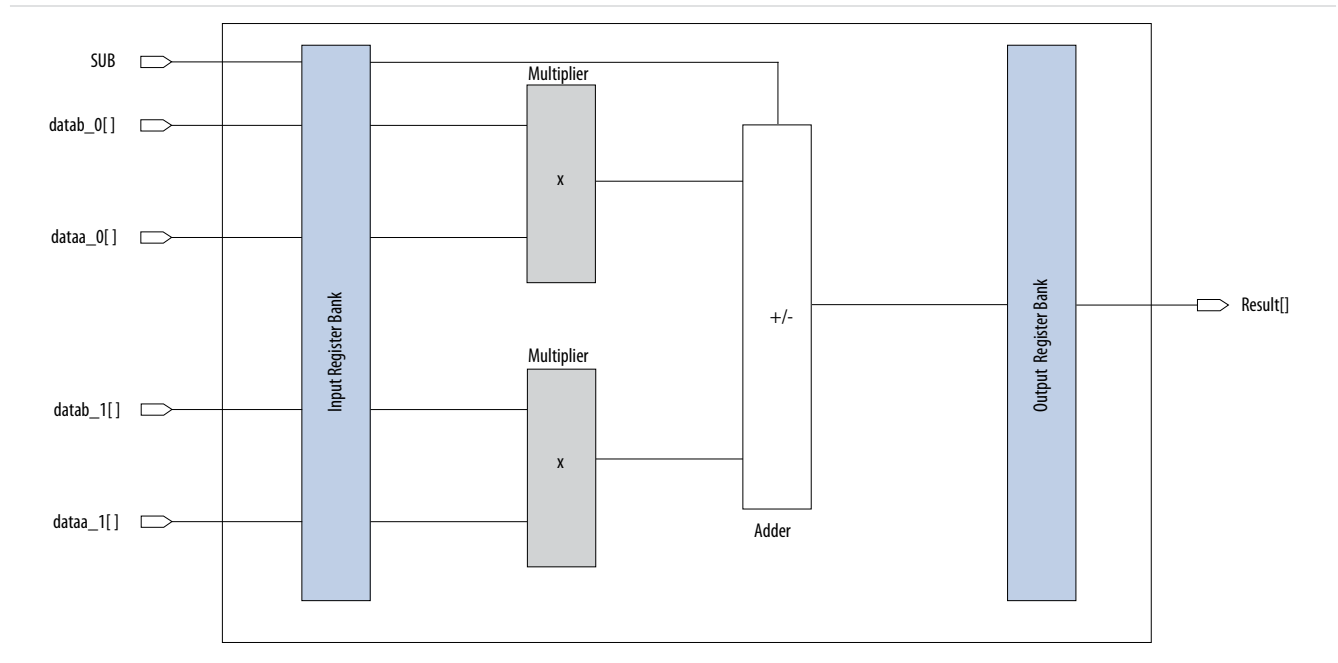 SUB
Multiplier
datab_0[ ]
x
dataa_0[ ]
Input Register Bank
Output Register Bank
+/-
Result[]
Multiplier
datab_1[ ]
x
dataa_1[ ]
Adder